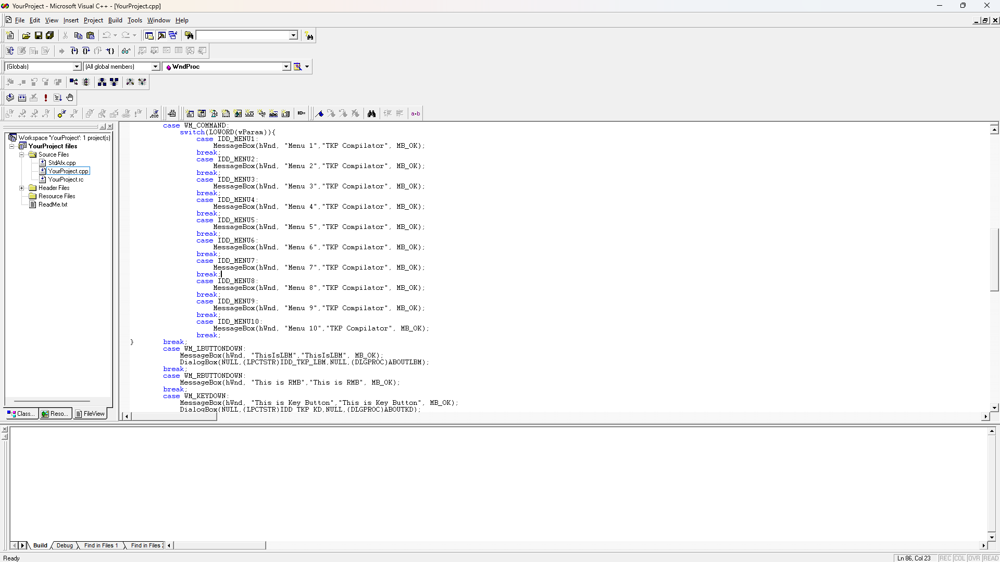 YourProject - Microsoft Visual C++ - [YourProject.cpp]
File Edit View Insert Project Build Tools Window Help
(Globals) (All global members) WndProc
.exe abc ID= a-b
Workspace 'YourProject': 1 project(s)
YourProject files
Source Files
StdAfx.cpp
YourProject.cpp
YourProject.rc
Header Files
Resource Files
ReadMe.txt
Class... Reso... FileView
case WM_COMMAND:
switch(LOWORD(wParam)){
case IDD_MENU1:
MessageBox(hWnd, "Menu 1","TKP Compilator", MB_OK);
break;
case IDD_MENU2:
MessageBox(hWnd, "Menu 2","TKP Compilator", MB_OK);
break;
case IDD_MENU3:
MessageBox(hWnd, "Menu 3","TKP Compilator", MB_OK);
break;
case IDD_MENU4:
MessageBox(hWnd, "Menu 4","TKP Compilator", MB_OK);
break;
case IDD_MENU5:
MessageBox(hWnd, "Menu 5","TKP Compilator", MB_OK);
break;
case IDD_MENU6:
MessageBox(hWnd, "Menu 6","TKP Compilator", MB_OK);
break;
case IDD_MENU7:
MessageBox(hWnd, "Menu 7","TKP Compilator", MB_OK);
break;
case IDD_MENU8:
MessageBox(hWnd, "Menu 8","TKP Compilator", MB_OK);
break;
case IDD_MENU9:
MessageBox(hWnd, "Menu 9","TKP Compilator", MB_OK);
break;
case IDD_MENU10:
MessageBox(hWnd, "Menu 10","TKP Compilator", MB_OK);
break;
} break;
case WM_LBUTTONDOWN:
MessageBox(hWnd, "ThisIsLBM","ThisIsLBM", MB_OK);
DialogBox(NULL,(LPCTSTR)IDD_TKP_LBM,NULL,(DLGPROC)ABOUTLBM);
break;
case WM_RBUTTONDOWN:
MessageBox(hWnd, "This is RMB","This is RMB", MB_OK);
break;
case WM_KEYDOWN:
MessageBox(hWnd, "This is Key Button","This is Key Button", MB_OK);
DialogBox(NULL,(LPCTSTR)IDD_TKP_KD,NULL,(DLGPROC)ABOUTKD);
Build Debug Find in Files 1 Find in Files 2
Ready Ln 86, Col 23 REC COL OVR READ